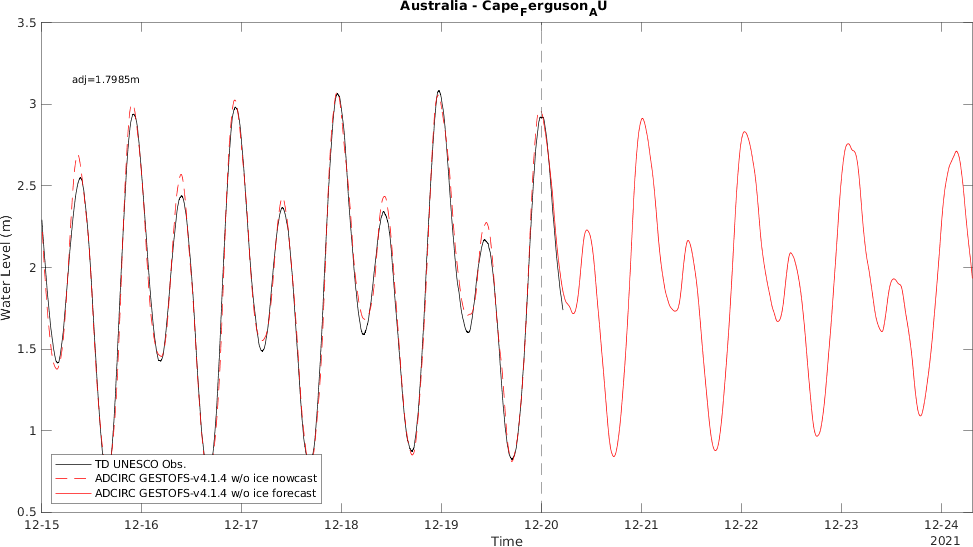 Australia - CapeFergusonAU
adj=1.7985m
Water Level (m)
3.5
3
2.5
2
1.5
1
0.5
TD UNESCO Obs.
ADCIRC GESTOFS-v4.1.4 w/o ice nowcast
ADCIRC GESTOFS-v4.1.4 w/o ice forecast
12-15 12-16 12-17 12-18 12-19 12-20 12-21 12-22 12-23 12-24
Time
2021